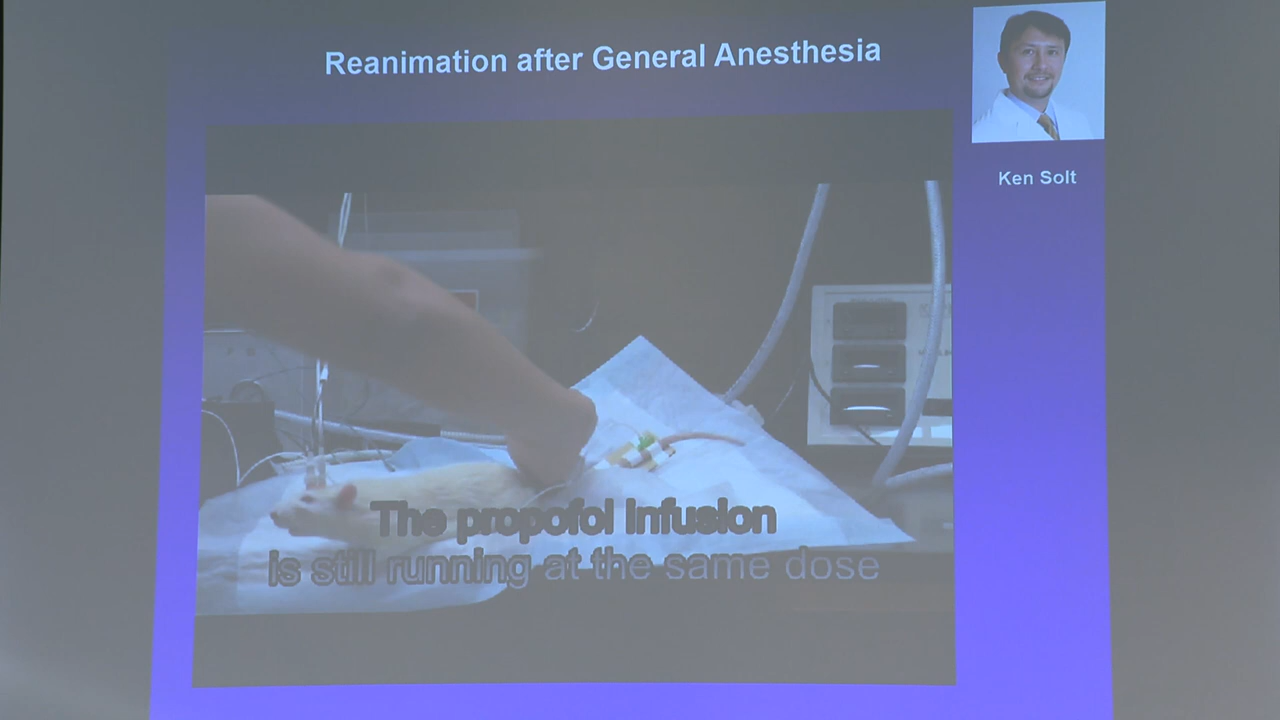 Reanimation after General Anesthesia
Ken Solt
The propofol infusion
is still running at the same dose